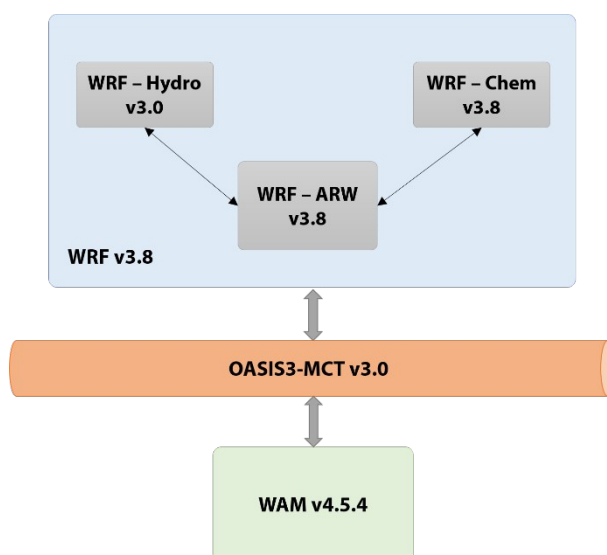 WRF – Hydro
v3.0
WRF – Chem
v3.8
WRF – ARW
v3.8
WRF v3.8
OASIS3-MCT v3.0
WAM v4.5.4